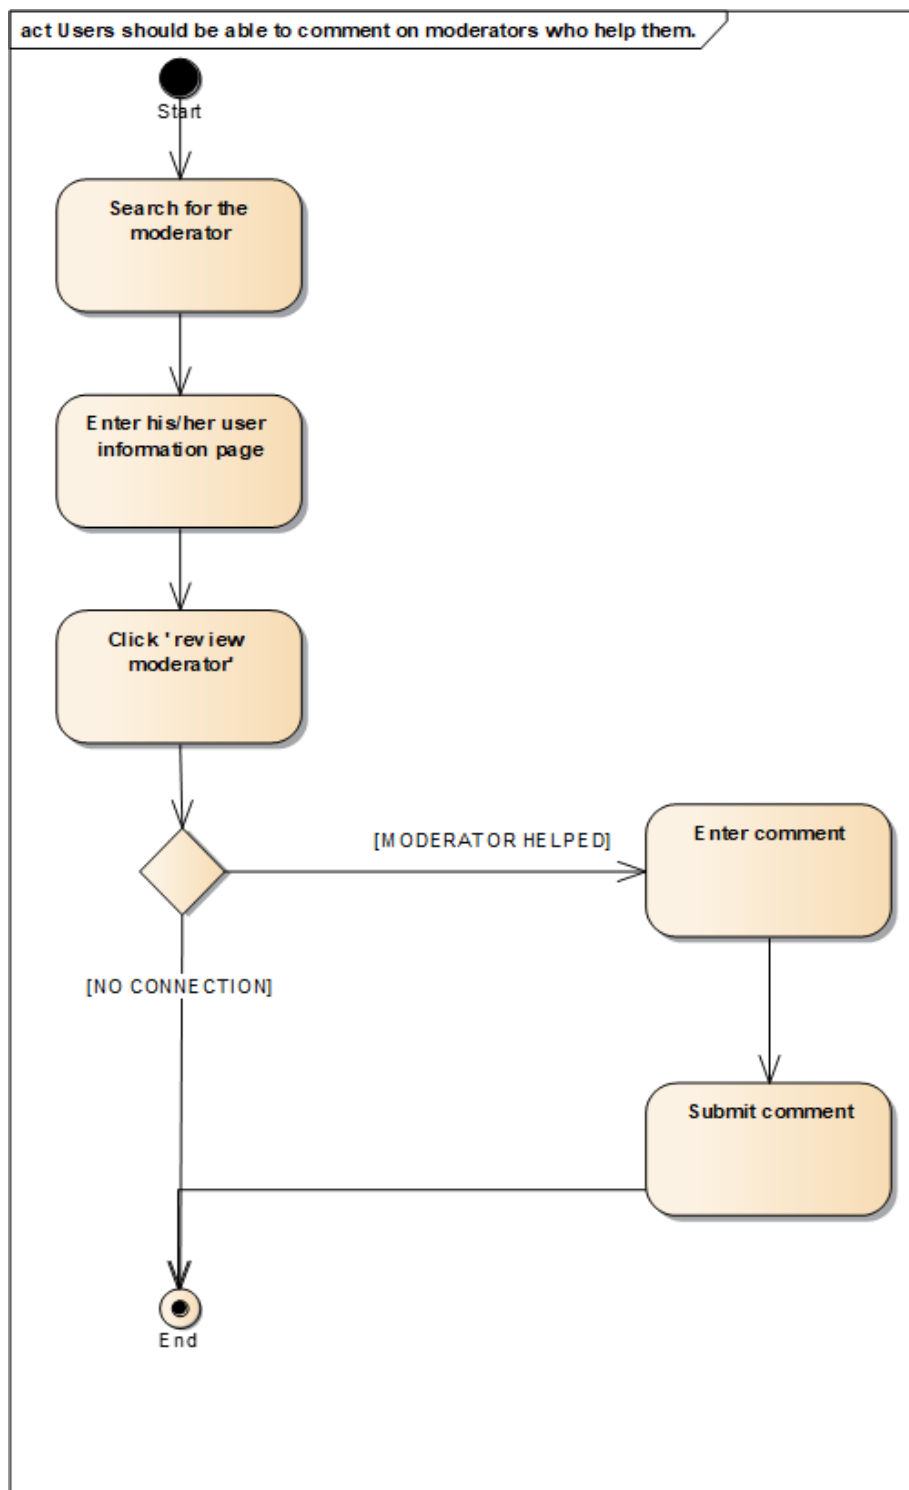 act Users should be able to comment on moderators who help them.
Start
Search for the
moderator
Enter his/her user
information page
Click ' review
moderator'
[MODERATOR HELPED]
Enter comment
[NO CONNECTION]
Submit comment
End